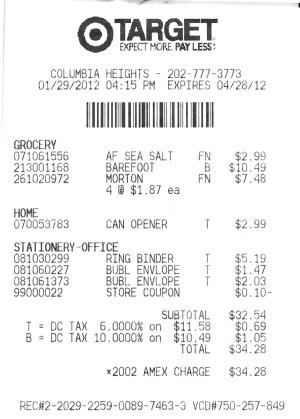 TARGET
EXPECT MORE. PAY LESS.
COLUMBIA HEIGHTS - 202-777-3773
01/29/2012 04:15 PM EXPIRES 04/28/12
GROCERY
071061556 AF SEA SALT FN $2.99
213001168 BAREFOOT B $10.49
261020972 MORTON FN $7.48
4 @ $1.87 ea
HOME
070053783 CAN OPENER T $2.99
STATIONERY-OFFICE
081030299 RING BINDER T $5.19
081060227 BUBL ENVLOPE T $1.47
081061373 BUBL ENVLOPE T $2.03
99000022 STORE COUPON $0.10-
SUBTOTAL $32.54
T = DC TAX 6.0000% on $11.58 $0.69
B = DC TAX 10.0000% on $10.49 $1.05
TOTAL $34.28
*2002 AMEX CHARGE $34.28
REC#2-2029-2259-0089-7463-3 VCD#750-257-849